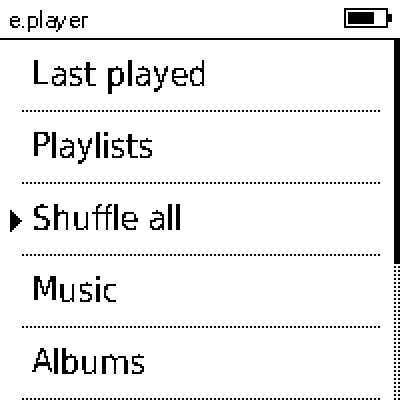 e.player
Last played
Playlists
Shuffle all
Music
Albums